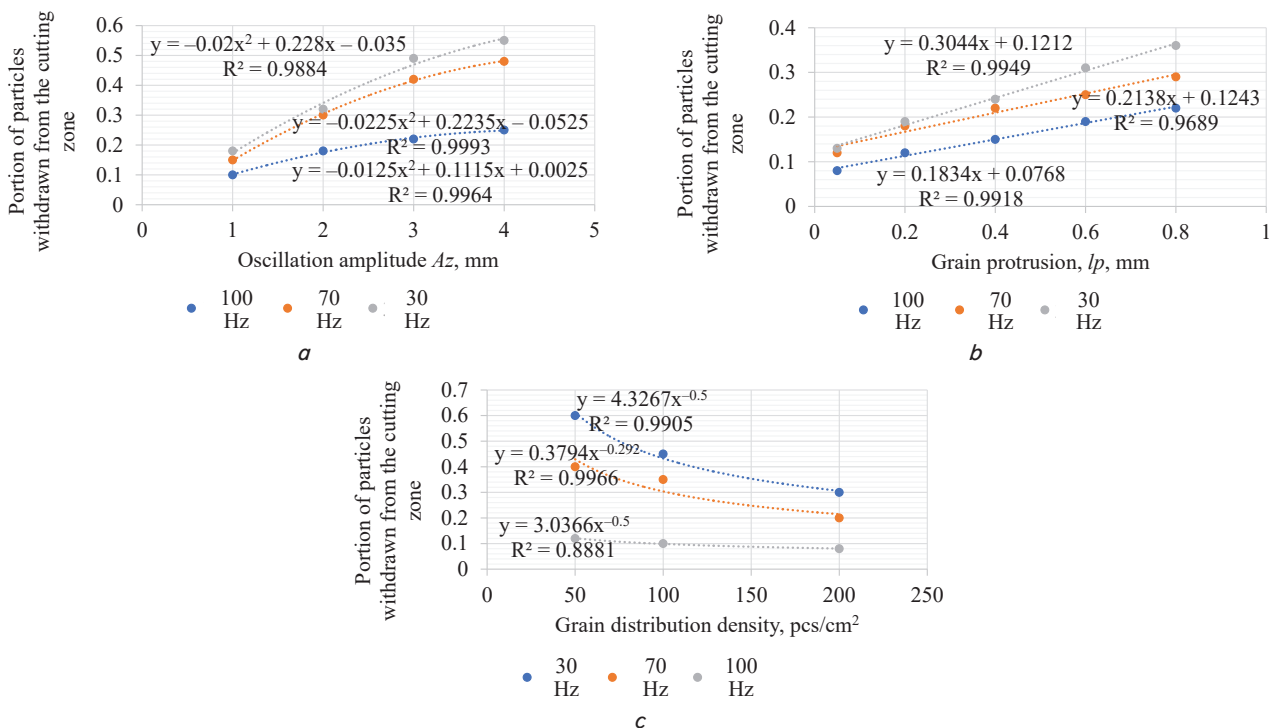 Portion of particles
withdrawn from the cutting
zone
0.6
0.5
0.4
0.3
0.2
0.1
0
y = –0.02x² + 0.228x – 0.035
R² = 0.9884
y = –0.0225x² + 0.2235x – 0.0525
R² = 0.9993
y = –0.0125x² + 0.1115x + 0.0025
R² = 0.9964
0 1 2 3 4 5
Oscillation amplitude Az, mm
100 Hz
70 Hz
30 Hz
a
Portion of particles
withdrawn from the cutting
zone
0.4
0.3
0.2
0.1
0
y = 0.3044x + 0.1212
R² = 0.9949
y = 0.2138x + 0.1243
R² = 0.9689
y = 0.1834x + 0.0768
R² = 0.9918
0 0.2 0.4 0.6 0.8 1
Grain protrusion, lp, mm
100 Hz
70 Hz
30 Hz
b
Portion of particles
withdrawn from the cutting
zone
0.7
0.6
0.5
0.4
0.3
0.2
0.1
0
y = 4.3267x⁻⁰·⁵
R² = 0.9905
y = 0.3794x⁻⁰·²⁹²
R² = 0.9966
y = 3.0366x⁻⁰·⁵
R² = 0.8881
0 50 100 150 200 250
Grain distribution density, pcs/cm²
30 Hz
70 Hz
100 Hz
c